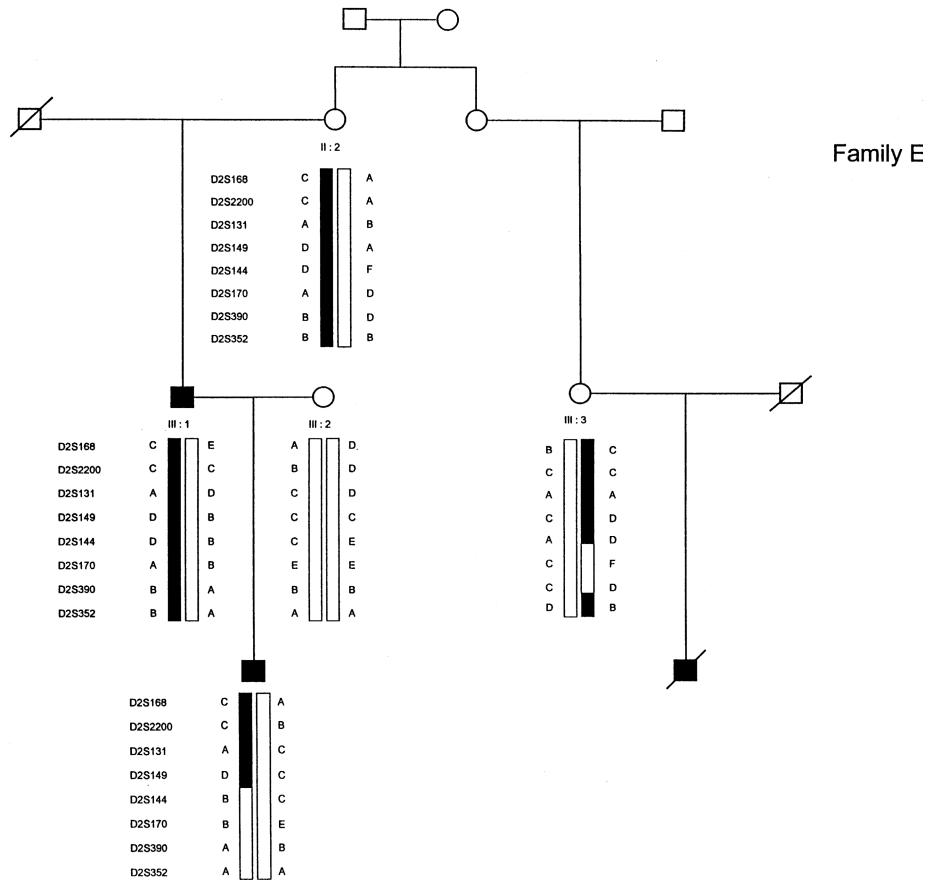 Family E
II : 2
D2S168 C A
D2S2200 C A
D2S131 A B
D2S149 D A
D2S144 D F
D2S170 A D
D2S390 B D
D2S352 B B
III : 1 III : 2 III : 3
D2S168 C E A D B C
D2S2200 C C B D C C
D2S131 A D C D A A
D2S149 D B C C C D
D2S144 D B C E A D
D2S170 A B E E C F
D2S390 B A B B C D
D2S352 B A A A D B
D2S168 C A
D2S2200 C B
D2S131 A C
D2S149 D C
D2S144 B C
D2S170 B E
D2S390 A B
D2S352 A A